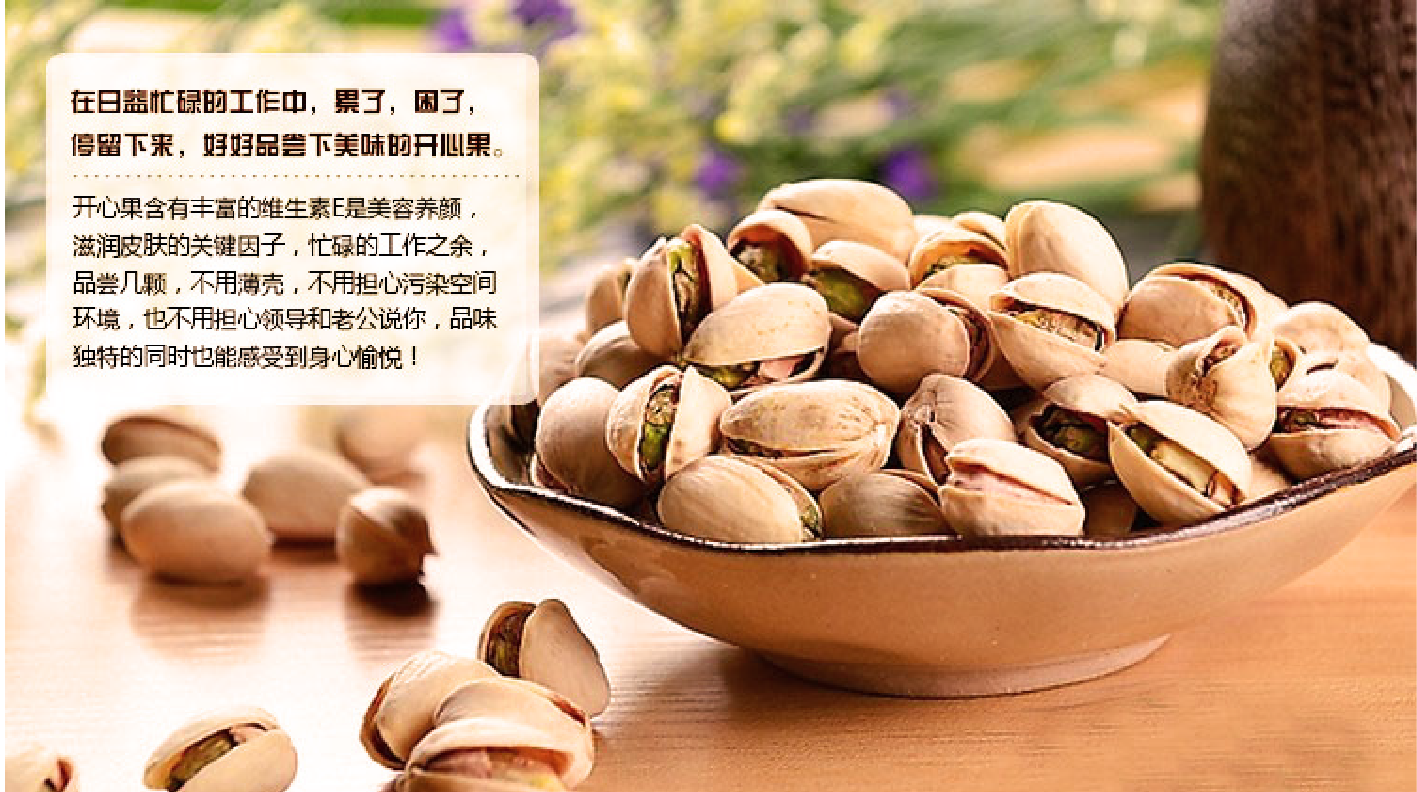 在日益忙碌的工作中，累了，困了，
停留下来，好好品尝下美味的开心果。
开心果含有丰富的维生素E是美容养颜，
滋润皮肤的关键因子，忙碌的工作之余，
品尝几颗，不用薄壳，不用担心污染空间
环境，也不用担心领导和老公说你，品味
独特的同时也能感受到身心愉悦！